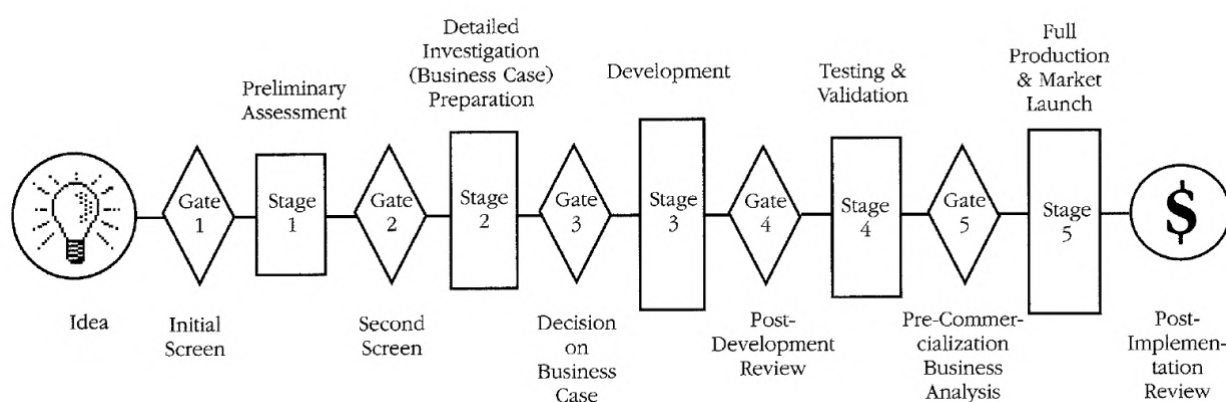 Preliminary
Assessment
Detailed
Investigation
(Business Case)
Preparation
Development
Testing &
Validation
Full
Production
& Market
Launch
Gate
1
Stage
1
Gate
2
Stage
2
Gate
3
Stage
3
Gate
4
Stage
4
Gate
5
Stage
5
$
Idea
Initial
Screen
Second
Screen
Decision
on
Business
Case
Post-
Development
Review
Pre-Commer-
cialization
Business
Analysis
Post-
Implemen-
tation
Review